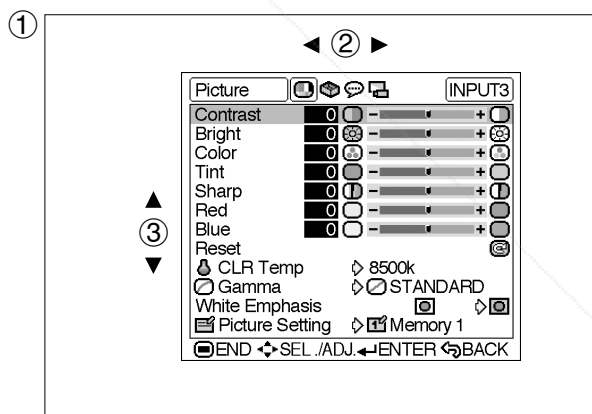 ①
◄ ② ►
Picture INPUT3
Contrast 0 - +
Bright 0 - +
Color 0 - +
Tint 0 - +
Sharp 0 - +
Red 0 - +
Blue 0 - +
Reset
▲
③
▼
CLR Temp 8500k
Gamma STANDARD
White Emphasis
Picture Setting 1 Memory 1
END SEL./ADJ. ENTER BACK